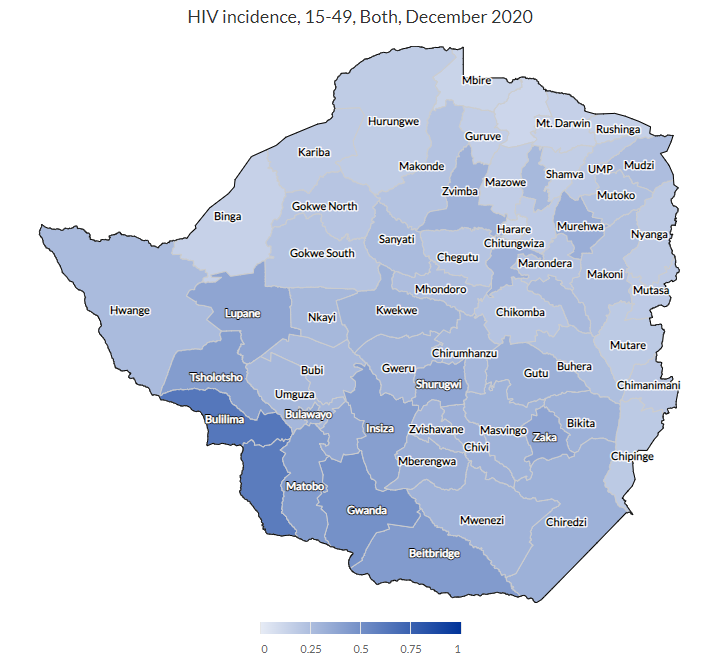 HIV incidence, 15-49, Both, December 2020
Mbire
Hurungwe
Mt. Darwin
Rushinga
Guruve
Kariba
Makonde
Mudzi
UMP
Shamva
Mazowe
Zvimba
Mutoko
Gokwe North
Binga
Murehwa
Harare
Nyanga
Sanyati
Chitungwiza
Gokwe South
Chegutu
Marondera
Makoni
Mhondoro
Mutasa
Hwange
Lupane
Nkayi
Kwekwe
Chikomba
Mutare
Chirumhanzu
Bubi
Gweru
Buhera
Gutu
Tsholotsho
Shurugwi
Chimanimani
Umguza
Bulawayo
Bulilima
Insiza
Zvishavane
Masvingo
Bikita
Zaka
Chivi
Chipinge
Mberengwa
Matobo
Gwanda
Mwenezi
Chiredzi
Beitbridge
0 0.25 0.5 0.75 1